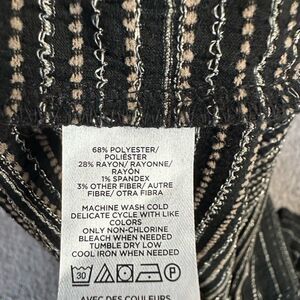 68% POLYESTER/
POLIÉSTER
28% RAYON/ RAYONNE/
RAYÓN
1% SPANDEX
3% OTHER FIBER/ AUTRE
FIBRE/ OTRA FIBRA
MACHINE WASH COLD
DELICATE CYCLE WITH LIKE
COLORS
ONLY NON-CHLORINE
BLEACH WHEN NEEDED
TUMBLE DRY LOW
COOL IRON WHEN NEEDED
30 P
AVEC DES COULEURS